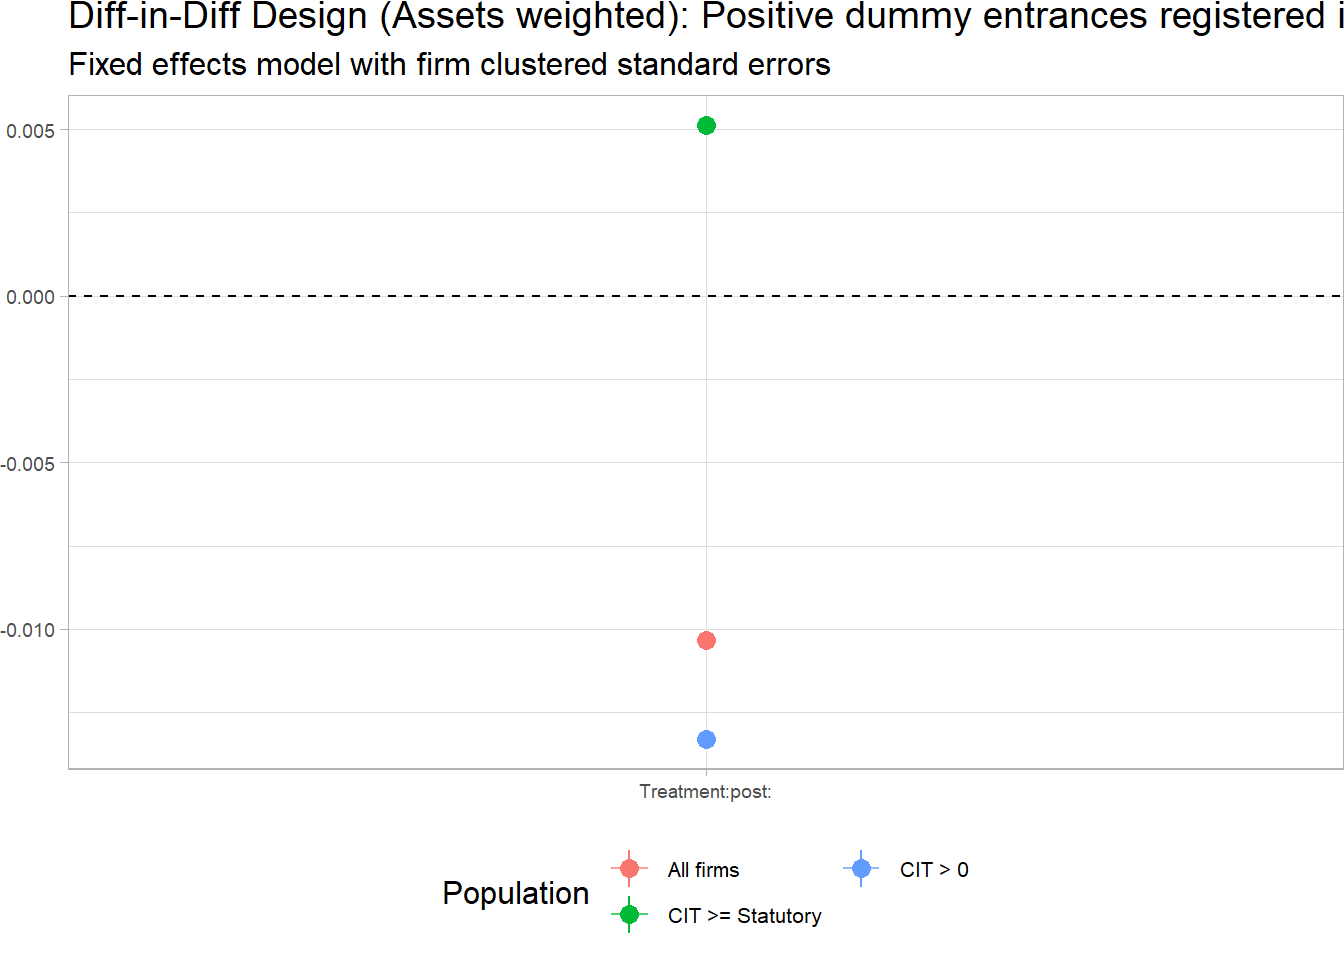 Diff-in-Diff Design (Assets weighted): Positive dummy entrances registered i
Fixed effects model with firm clustered standard errors
0.005
0.000
-0.005
-0.010
Treatment:post:
Population
All firms
CIT > 0
CIT >= Statutory